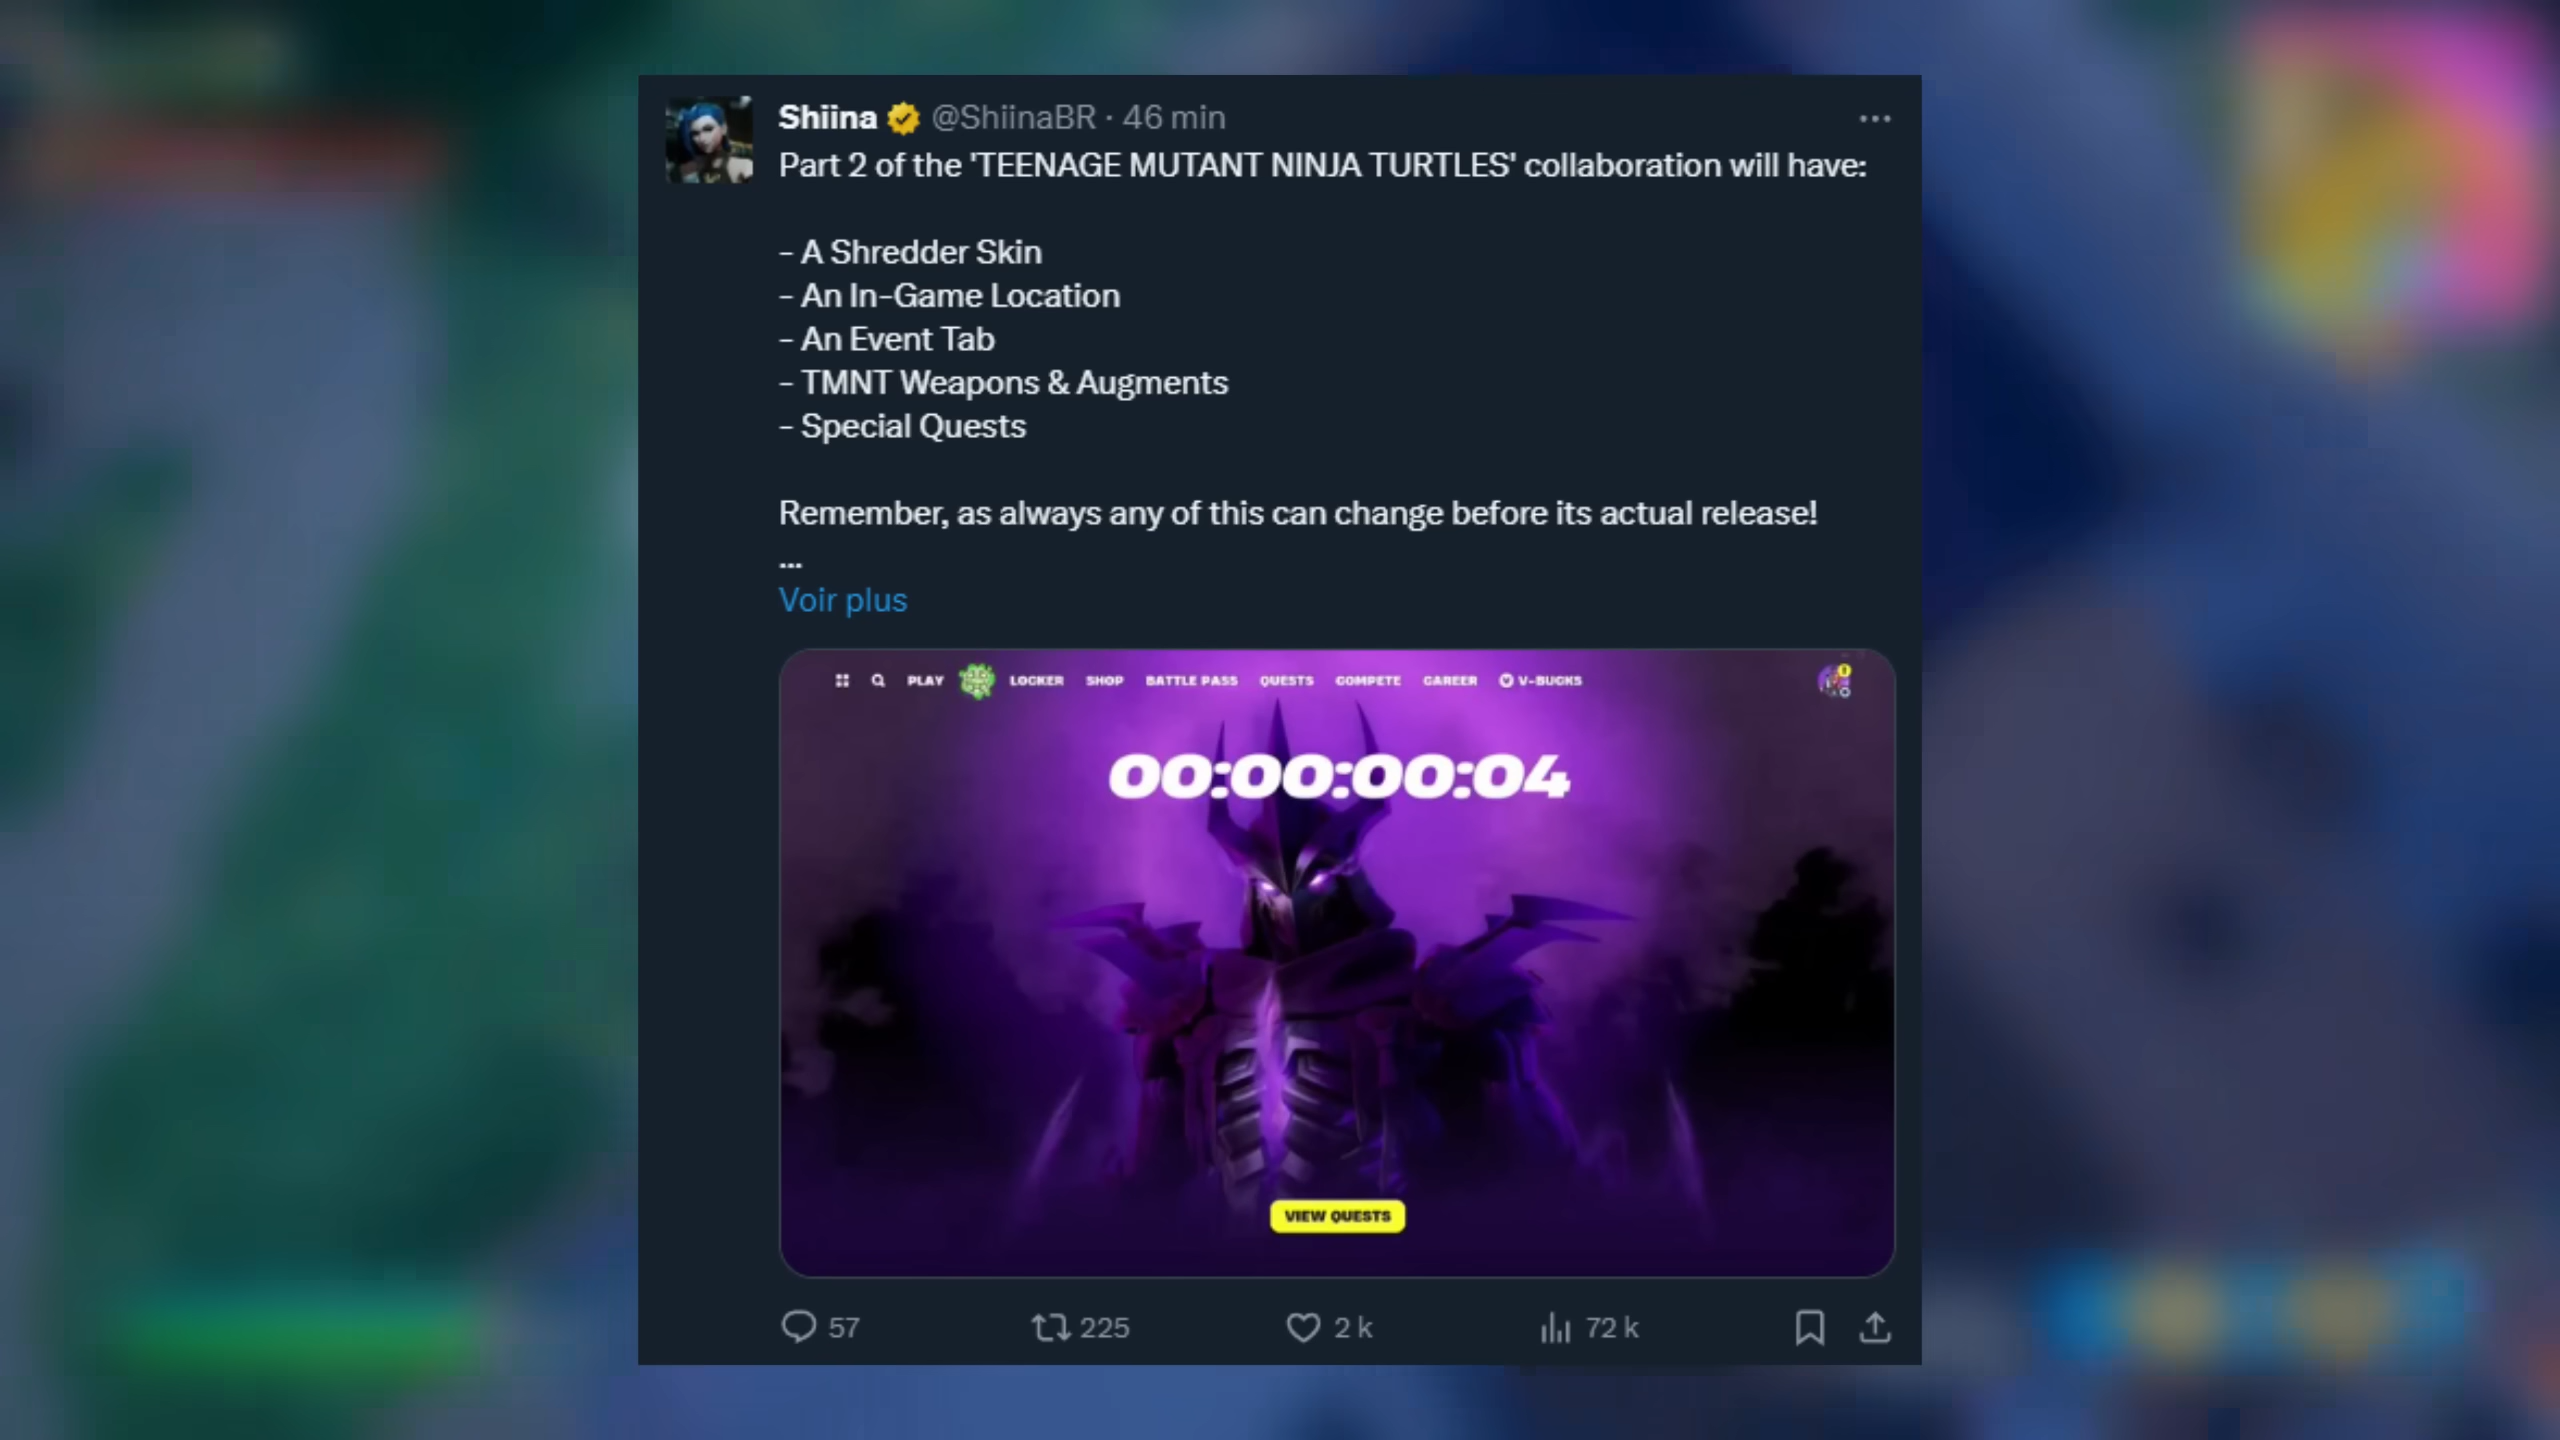 Shiina @ShiinaBR · 46 min
Part 2 of the 'TEENAGE MUTANT NINJA TURTLES' collaboration will have:
- A Shredder Skin
- An In-Game Location
- An Event Tab
- TMNT Weapons & Augments
- Special Quests
Remember, as always any of this can change before its actual release!
...
Voir plus
PLAY LOCKER SHOP BATTLE PASS QUESTS COMPETE CAREER V-BUCKS
00:00:00:04
VIEW QUESTS
57 225 2 k 72 k